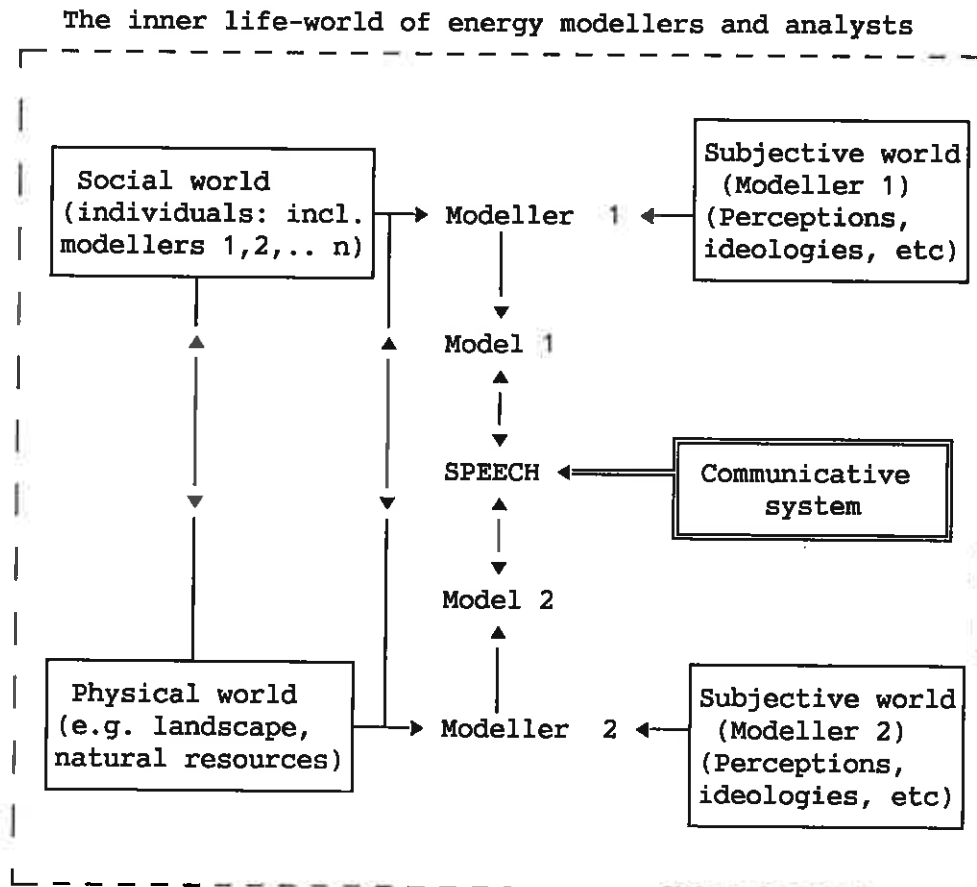 The inner life-world of energy modellers and analysts
Social world
(individuals: incl.
modellers 1,2,.. n)
Modeller 1
Subjective world
(Modeller 1)
(Perceptions,
ideologies, etc)
Model 1
SPEECH
Communicative
system
Model 2
Physical world
(e.g. landscape,
natural resources)
Modeller 2
Subjective world
(Modeller 2)
(Perceptions,
ideologies, etc)